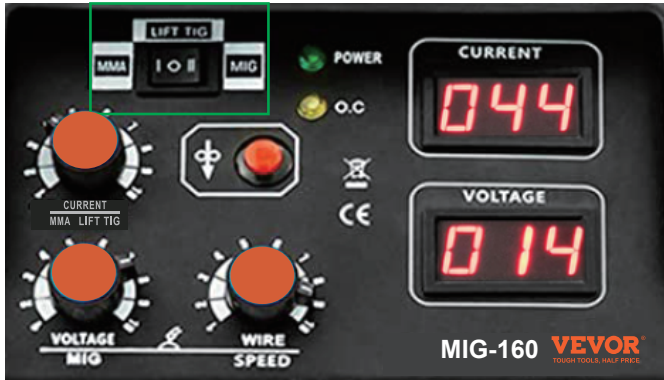 LIFT TIG
MMA
I O II
MIG
POWER
O.C
CURRENT
044
CURRENT
MMA LIFT TIG
CE
VOLTAGE
014
VOLTAGE
MIG
WIRE
SPEED
MIG-160
VEVOR
TOUGH TOOLS, HALF PRICE.